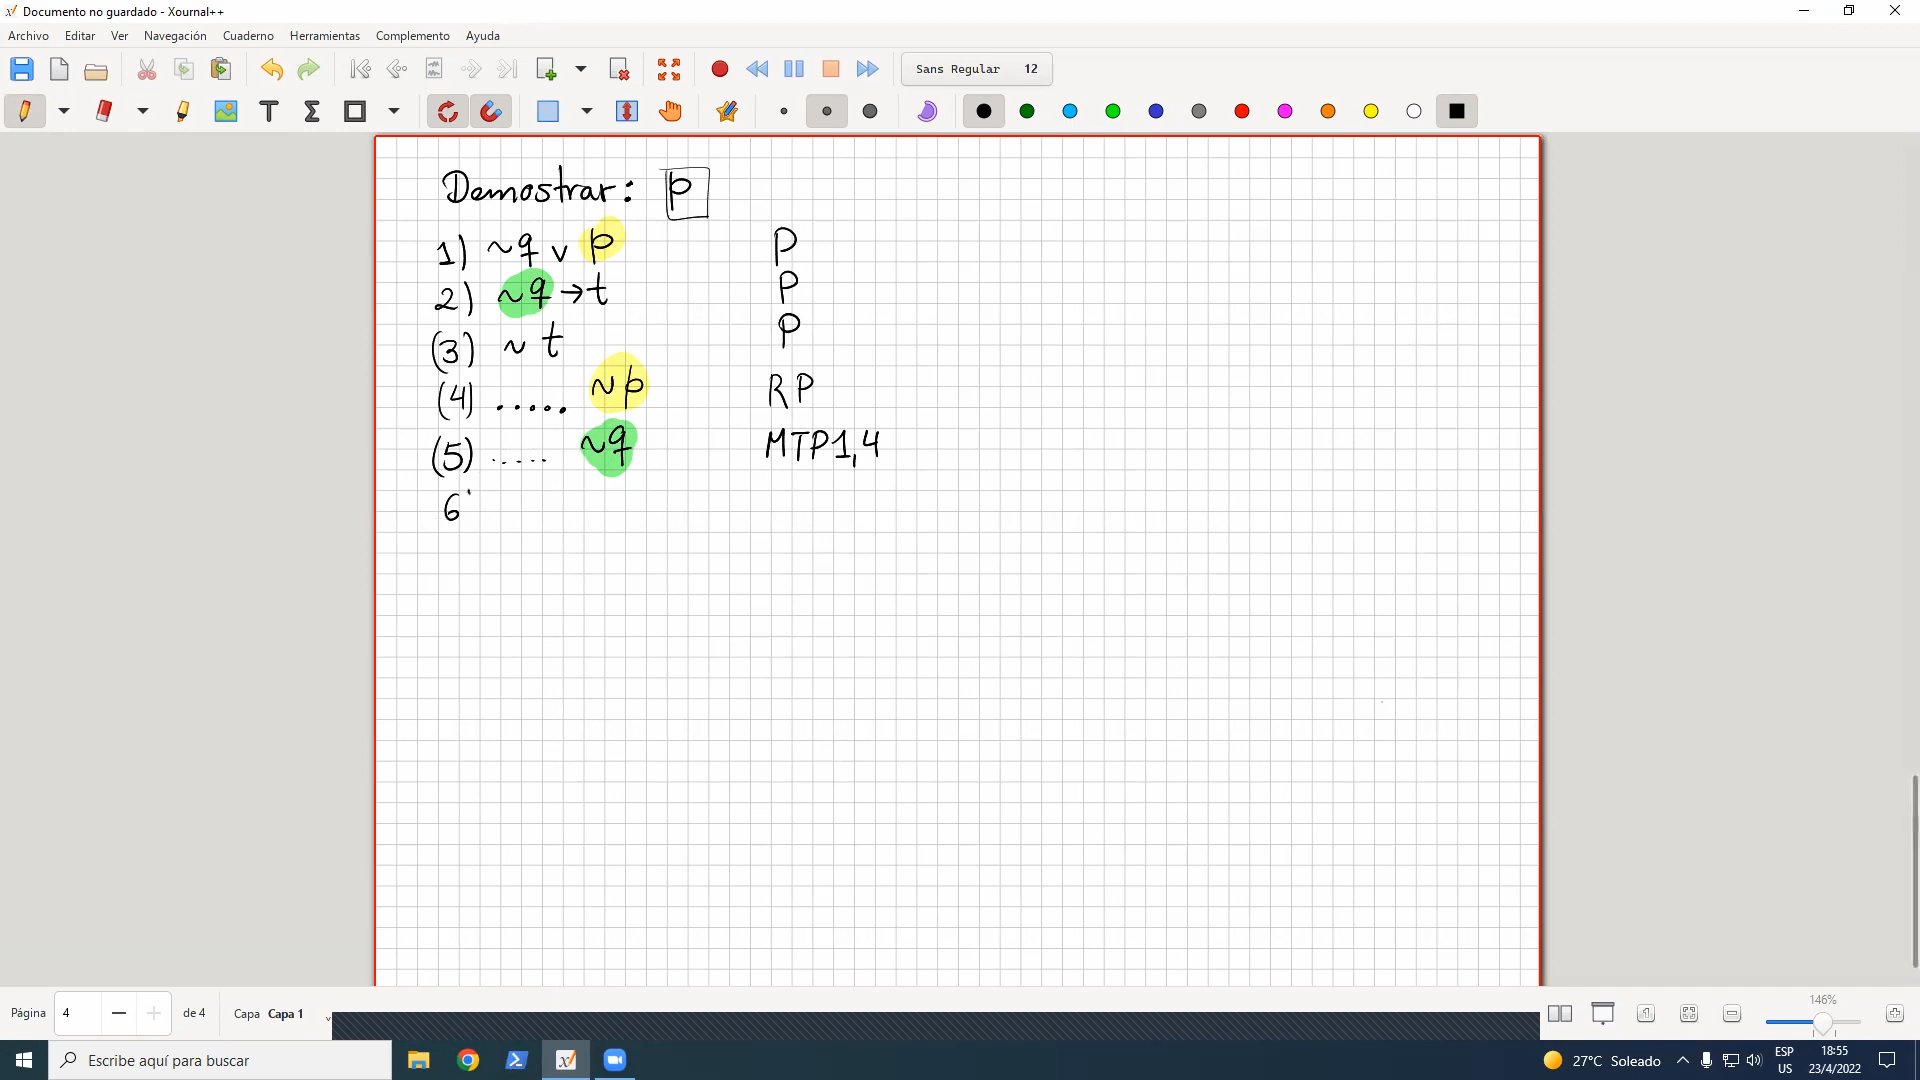 Documento no guardado - Xournal++
Archivo Editar Ver Navegación Cuaderno Herramientas Complemento Ayuda
Sans Regular 12
T Σ
Demostrar: p
1) ~q v p P
2) ~q → t P
(3) ~ t P
(4) ..... ~p RP
(5) ..... ~q MTP1,4
6
Página 4 de 4 Capa Capa 1
146%
Escribe aquí para buscar
27°C Soleado
ESP
US
18:55
23/4/2022